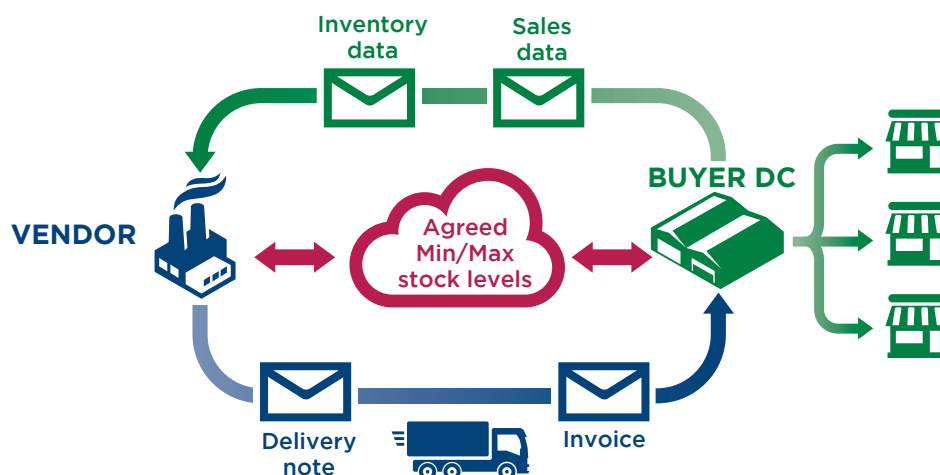 Inventory
data
Sales
data
BUYER DC
VENDOR
Agreed
Min/Max
stock levels
Delivery
note
Invoice